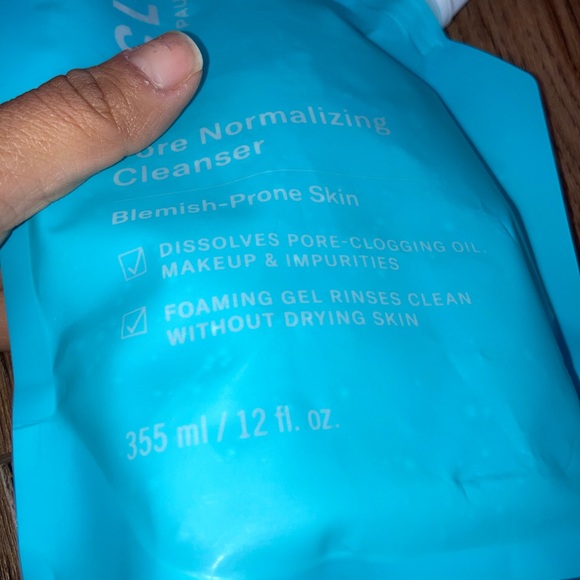 Pore Normalizing
Cleanser
Blemish-Prone Skin
DISSOLVES PORE-CLOGGING OIL,
MAKEUP & IMPURITIES
FOAMING GEL RINSES CLEAN
WITHOUT DRYING SKIN
355 ml / 12 fl. oz.